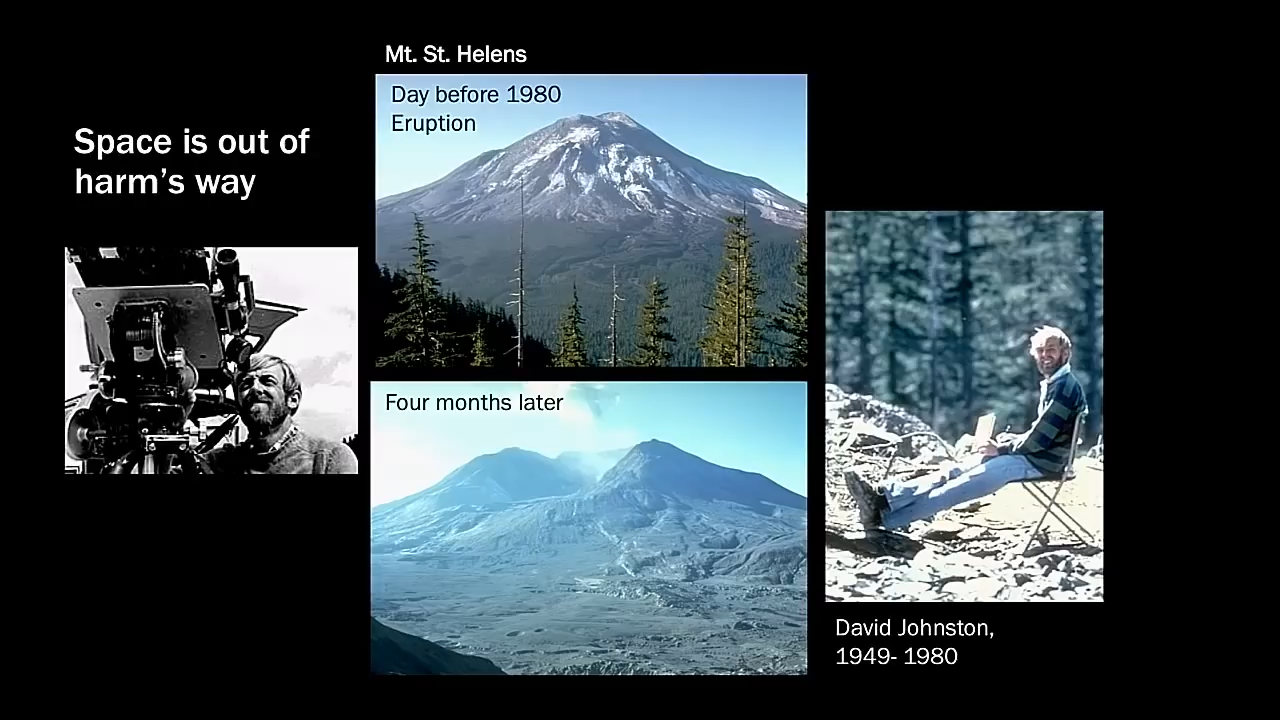 Mt. St. Helens
Day before 1980
Eruption
Space is out of
harm's way
Four months later
David Johnston,
1949- 1980